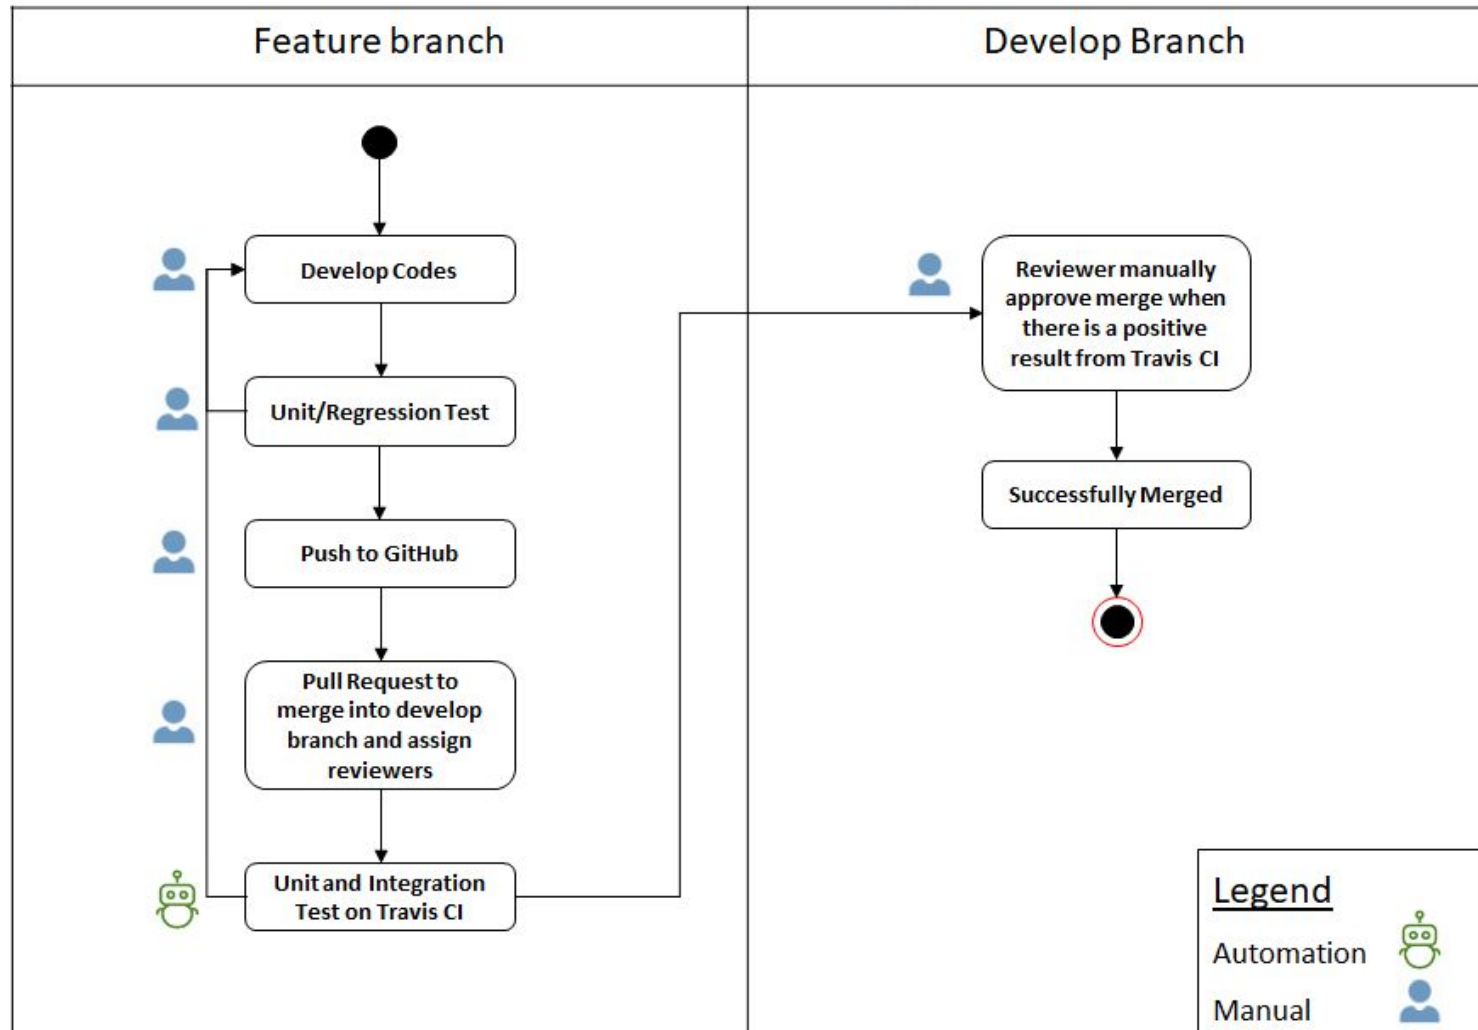 Feature branch
Develop Branch
Develop Codes
Unit/Regression Test
Push to GitHub
Pull Request to
merge into develop
branch and assign
reviewers
Unit and Integration
Test on Travis CI
Reviewer manually
approve merge when
there is a positive
result from Travis CI
Successfully Merged
Legend
Automation
Manual